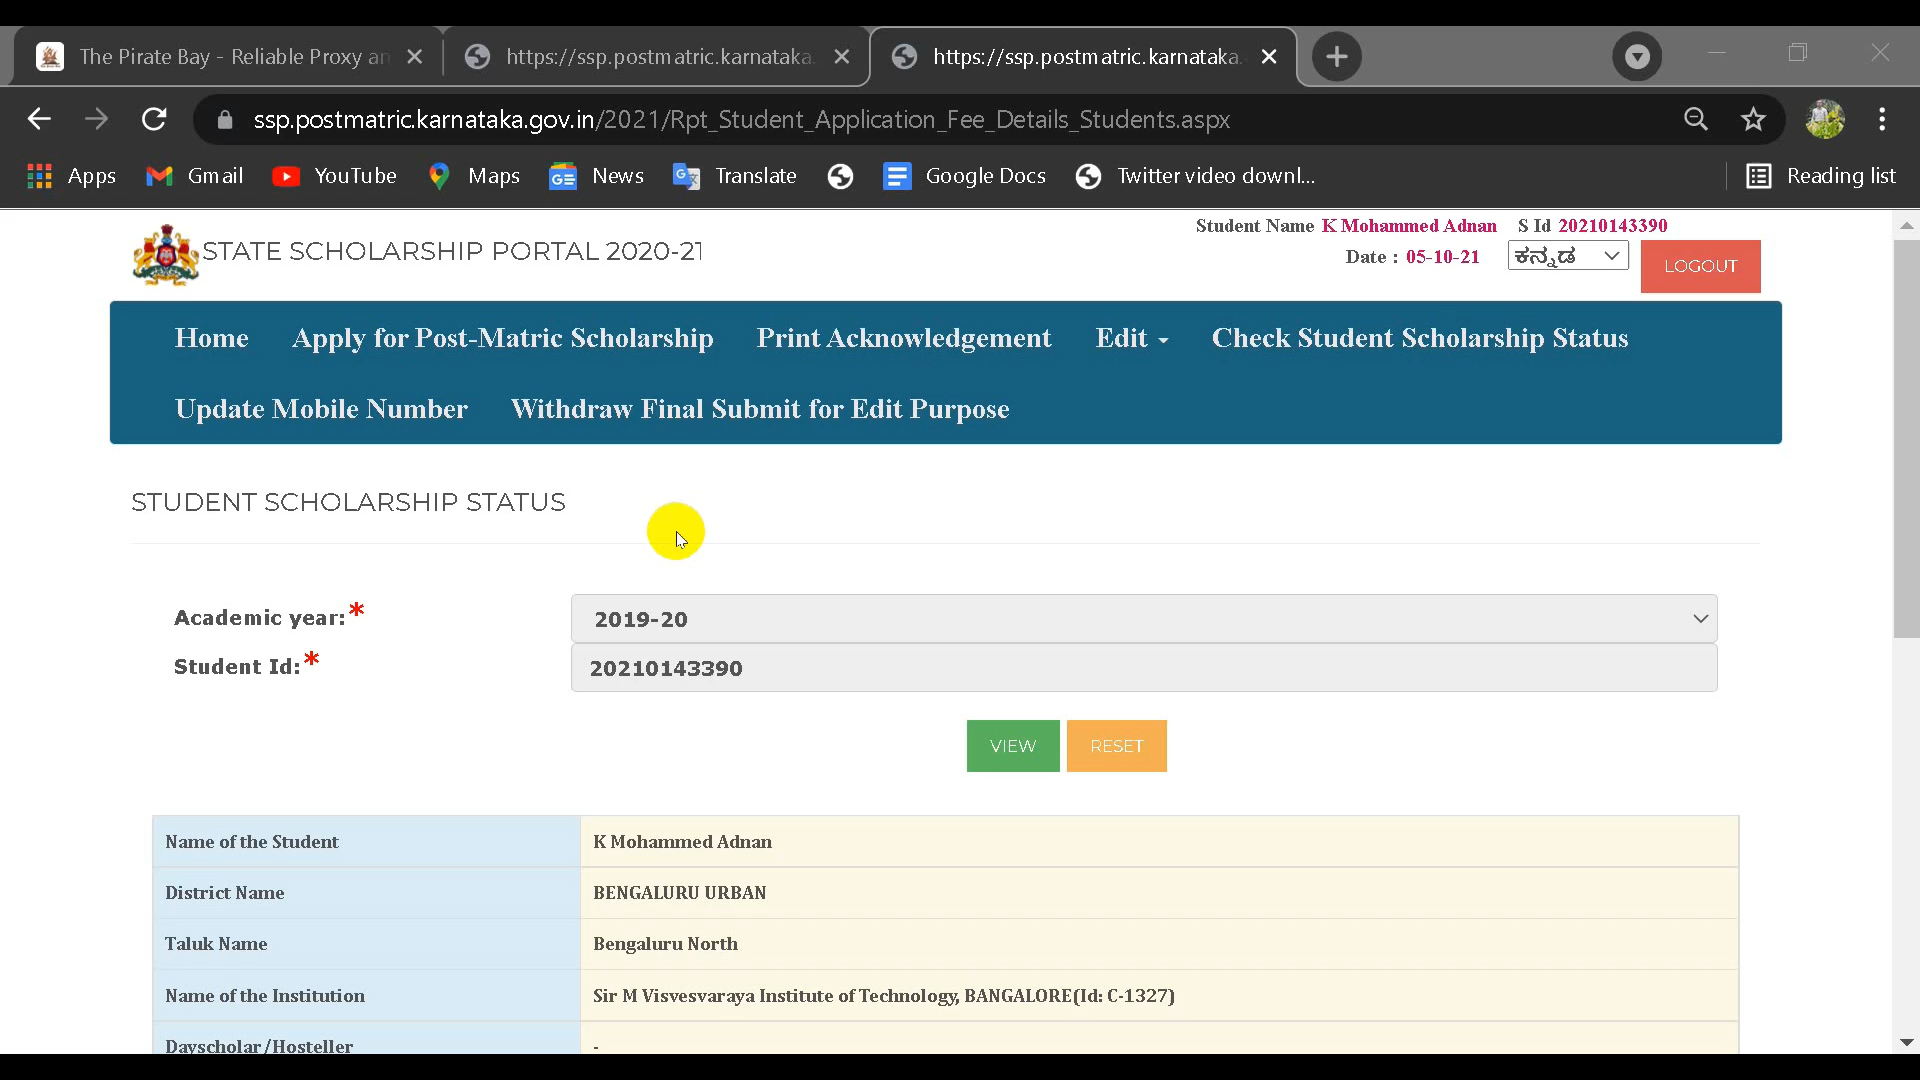 The Pirate Bay - Reliable Proxy an
https://ssp.postmatric.karnataka.
https://ssp.postmatric.karnataka.
ssp.postmatric.karnataka.gov.in/2021/Rpt_Student_Application_Fee_Details_Students.aspx
Apps Gmail YouTube Maps News Translate Google Docs Twitter video downl... Reading list
Student Name K Mohammed Adnan S Id 20210143390
STATE SCHOLARSHIP PORTAL 2020-21
Date : 05-10-21 ಕನ್ನಡ LOGOUT
Home Apply for Post-Matric Scholarship Print Acknowledgement Edit Check Student Scholarship Status
Update Mobile Number Withdraw Final Submit for Edit Purpose
STUDENT SCHOLARSHIP STATUS
Academic year:* 2019-20
Student Id:* 20210143390
VIEW RESET
Name of the Student K Mohammed Adnan
District Name BENGALURU URBAN
Taluk Name Bengaluru North
Name of the Institution Sir M Visvesvaraya Institute of Technology, BANGALORE(Id: C-1327)
Dayscholar/Hosteller -